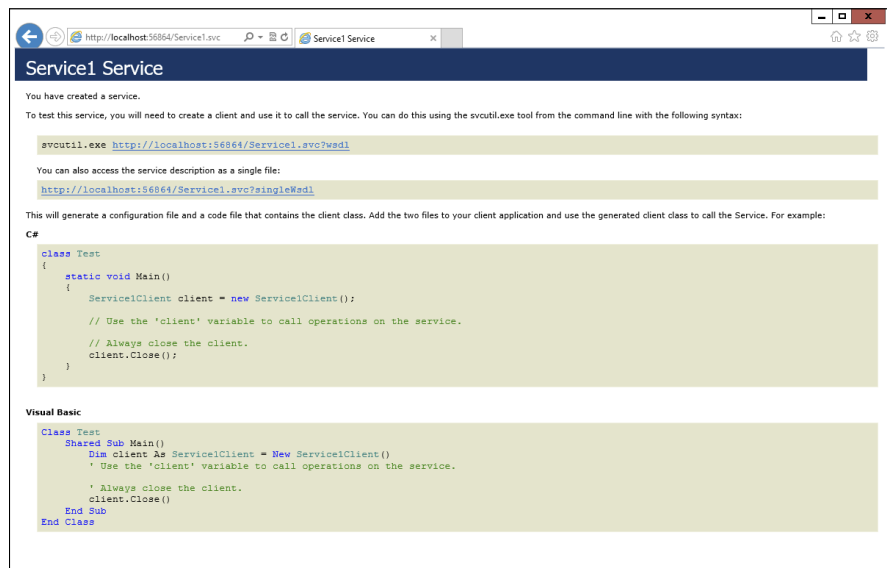 http://localhost:56864/Service1.svc
Service1 Service
Service1 Service
You have created a service.
To test this service, you will need to create a client and use it to call the service. You can do this using the svcutil.exe tool from the command line with the following syntax:
svcutil.exe http://localhost:56864/Service1.svc?wsdl
You can also access the service description as a single file:
http://localhost:56864/Service1.svc?singleWsdl
This will generate a configuration file and a code file that contains the client class. Add the two files to your client application and use the generated client class to call the Service. For example:
C#
class Test
{
static void Main()
{
Service1Client client = new Service1Client();
// Use the 'client' variable to call operations on the service.
// Always close the client.
client.Close();
}
}
Visual Basic
Class Test
Shared Sub Main()
Dim client As Service1Client = New Service1Client()
' Use the 'client' variable to call operations on the service.
' Always close the client.
client.Close()
End Sub
End Class